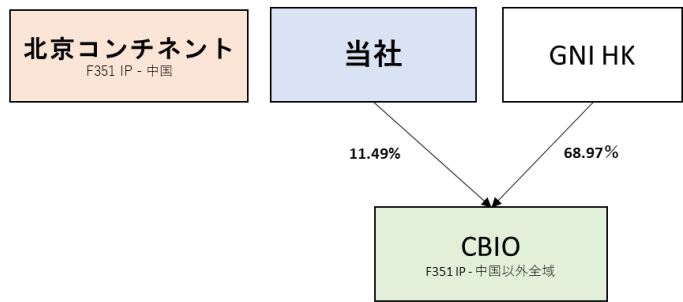 北京コンチネント
F351 IP - 中国
当社
GNI HK
11.49%
68.97%
CBIO
F351 IP - 中国以外全域